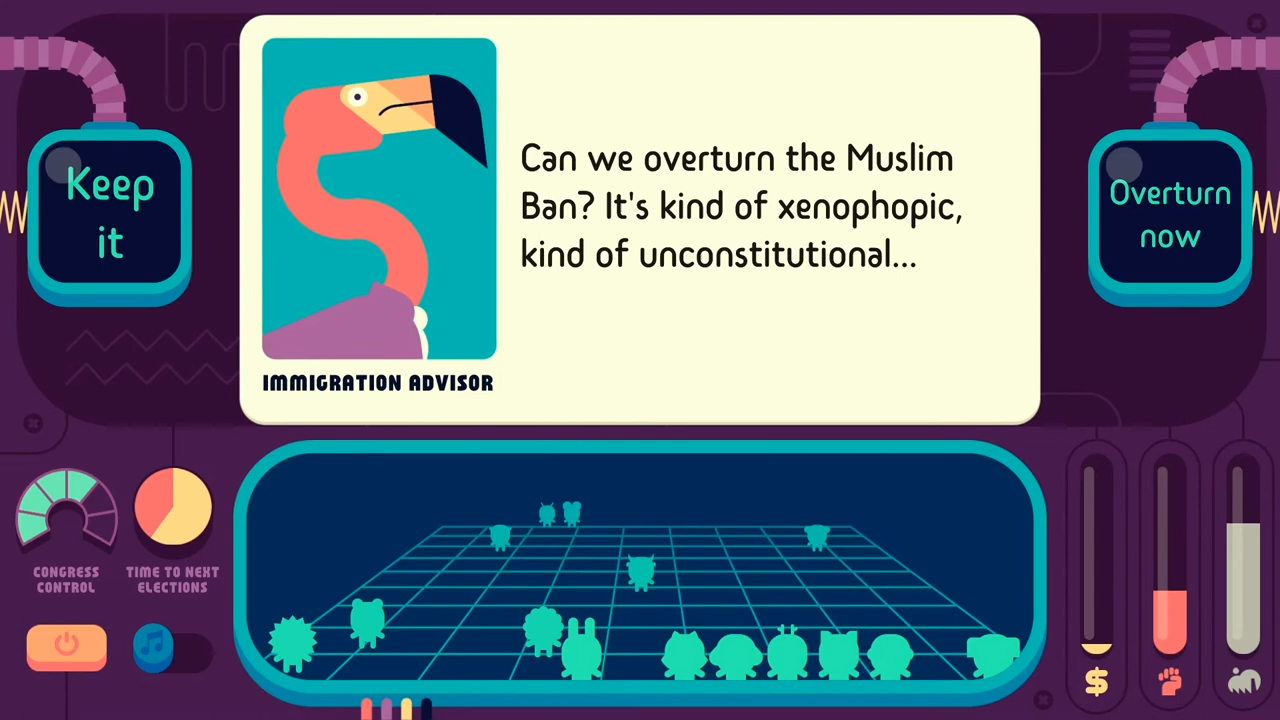 Keep
it
Can we overturn the Muslim
Ban? It's kind of xenophopic,
kind of unconstitutional...
Overturn
now
IMMIGRATION ADVISOR
CONGRESS
CONTROL
TIME TO NEXT
ELECTIONS
$